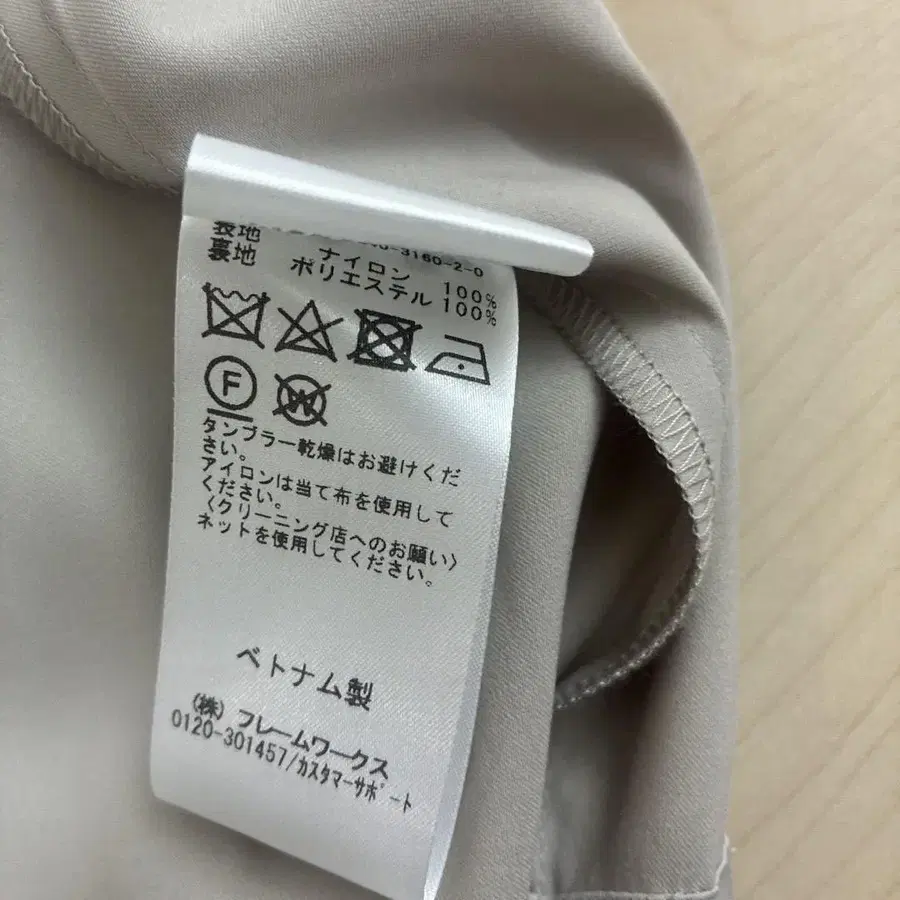 3160-2-0
表地 ナイロン 100%
裏地 ポリエステル 100%
F W
タンブラー乾燥はお避けくだ
さい。
アイロンは当て布を使用して
ください。
〈クリーニング店へのお願い〉
ネットを使用してください。
ベトナム製
(株) フレームワークス
0120-301457/カスタマーサポート